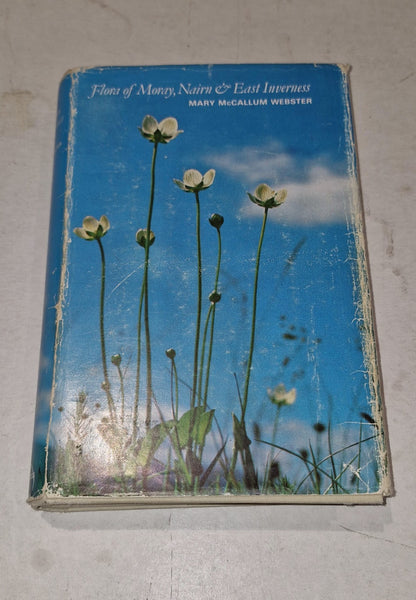 Flora of Moray, Nairn & East Inverness
MARY McCALLUM WEBSTER